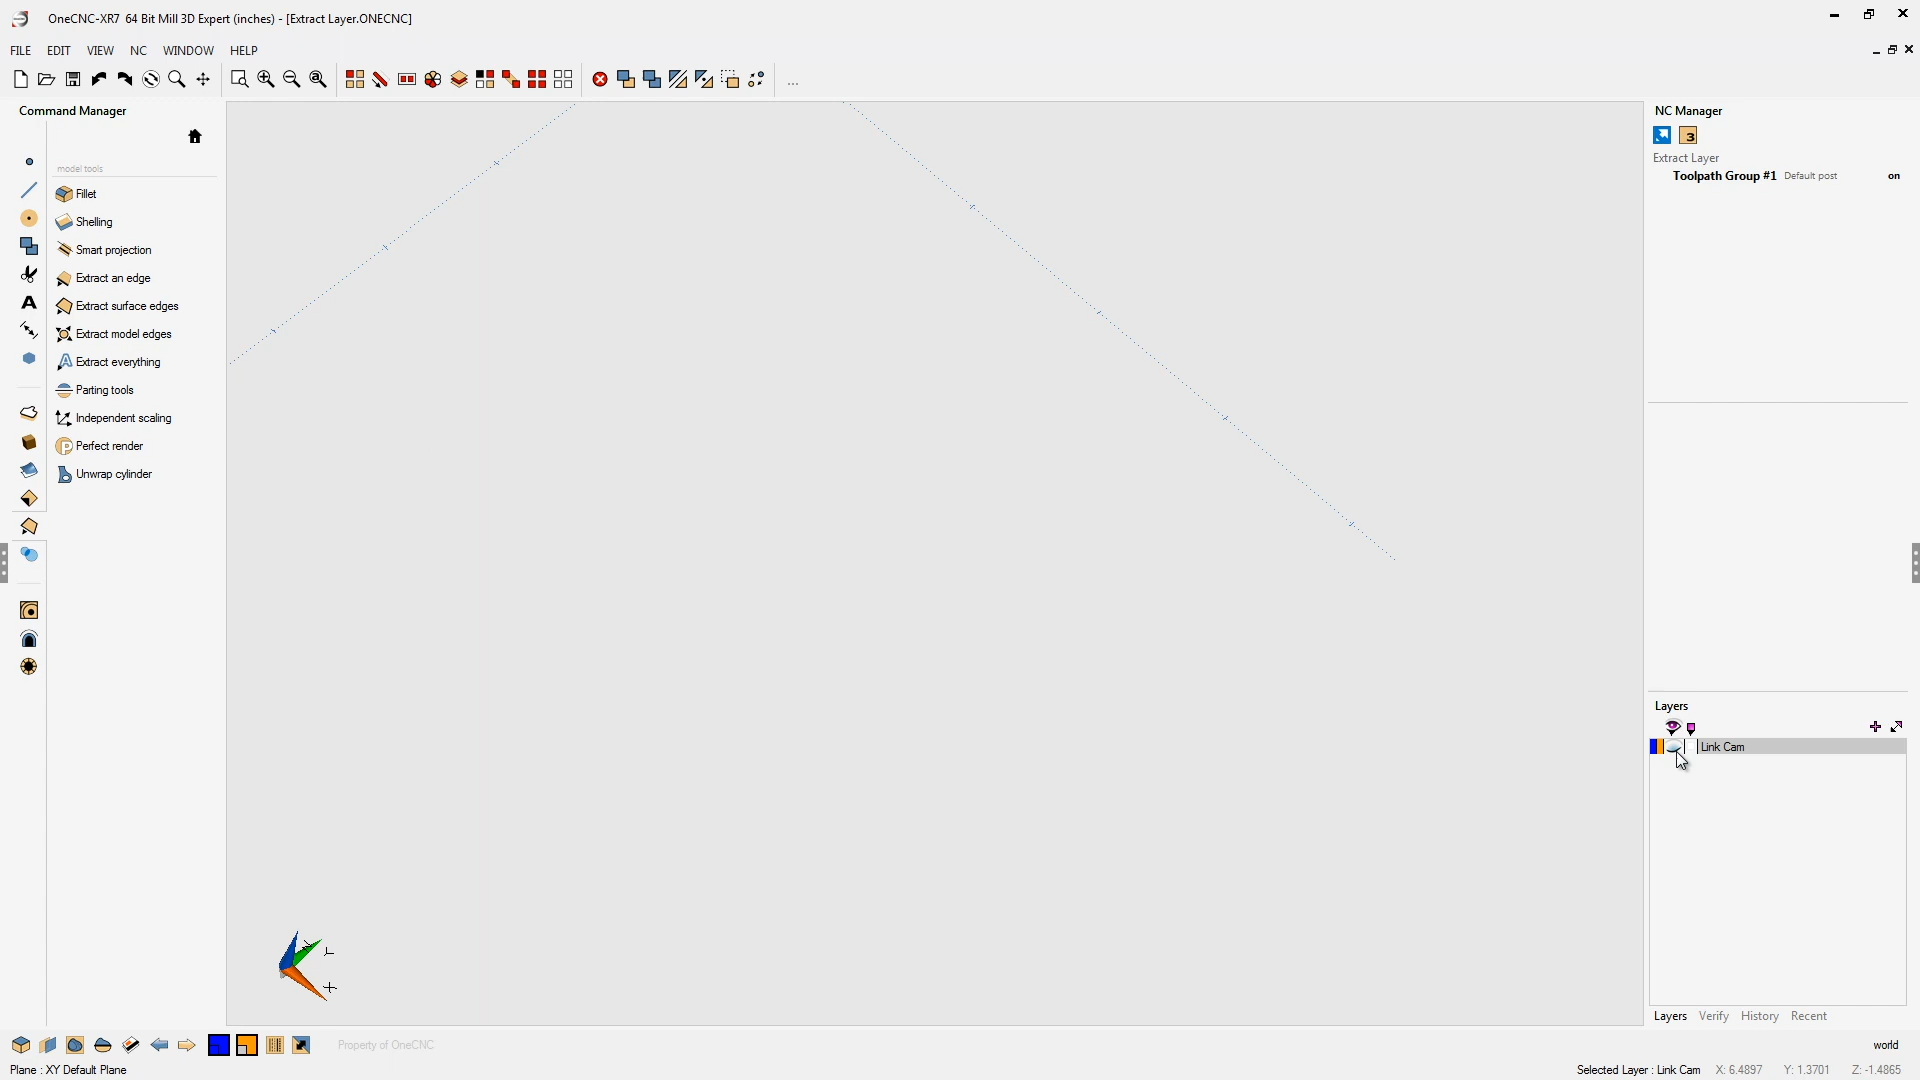 OneCNC-XR7 64 Bit Mill 3D Expert (inches) - [Extract Layer.ONECNC]
FILE EDIT VIEW NC WINDOW HELP
...
Command Manager
model tools
Fillet
Shelling
Smart projection
Extract an edge
Extract surface edges
Extract model edges
Extract everything
Parting tools
Independent scaling
Perfect render
Unwrap cylinder
NC Manager
3
Extract Layer
Toolpath Group #1 Default post on
Layers
Link Cam
Layers Verify History Recent
Property of OneCNC
world
Plane : XY Default Plane
Selected Layer : Link Cam X: 6.4897 Y: 1.3701 Z: -1.4865